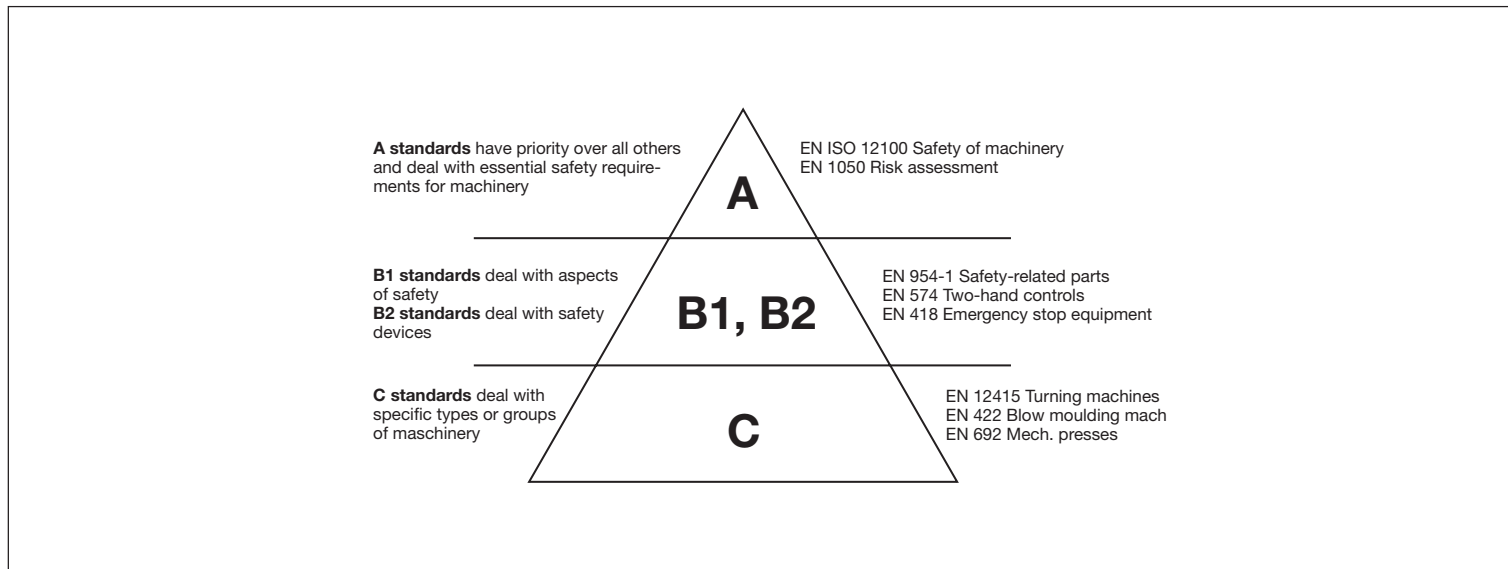 A standards have priority over all others
and deal with essential safety require-
ments for machinery
A
EN ISO 12100 Safety of machinery
EN 1050 Risk assessment
B1 standards deal with aspects
of safety
B2 standards deal with safety
devices
B1, B2
EN 954-1 Safety-related parts
EN 574 Two-hand controls
EN 418 Emergency stop equipment
C standards deal with
specific types or groups
of maschinery
C
EN 12415 Turning machines
EN 422 Blow moulding mach
EN 692 Mech. presses